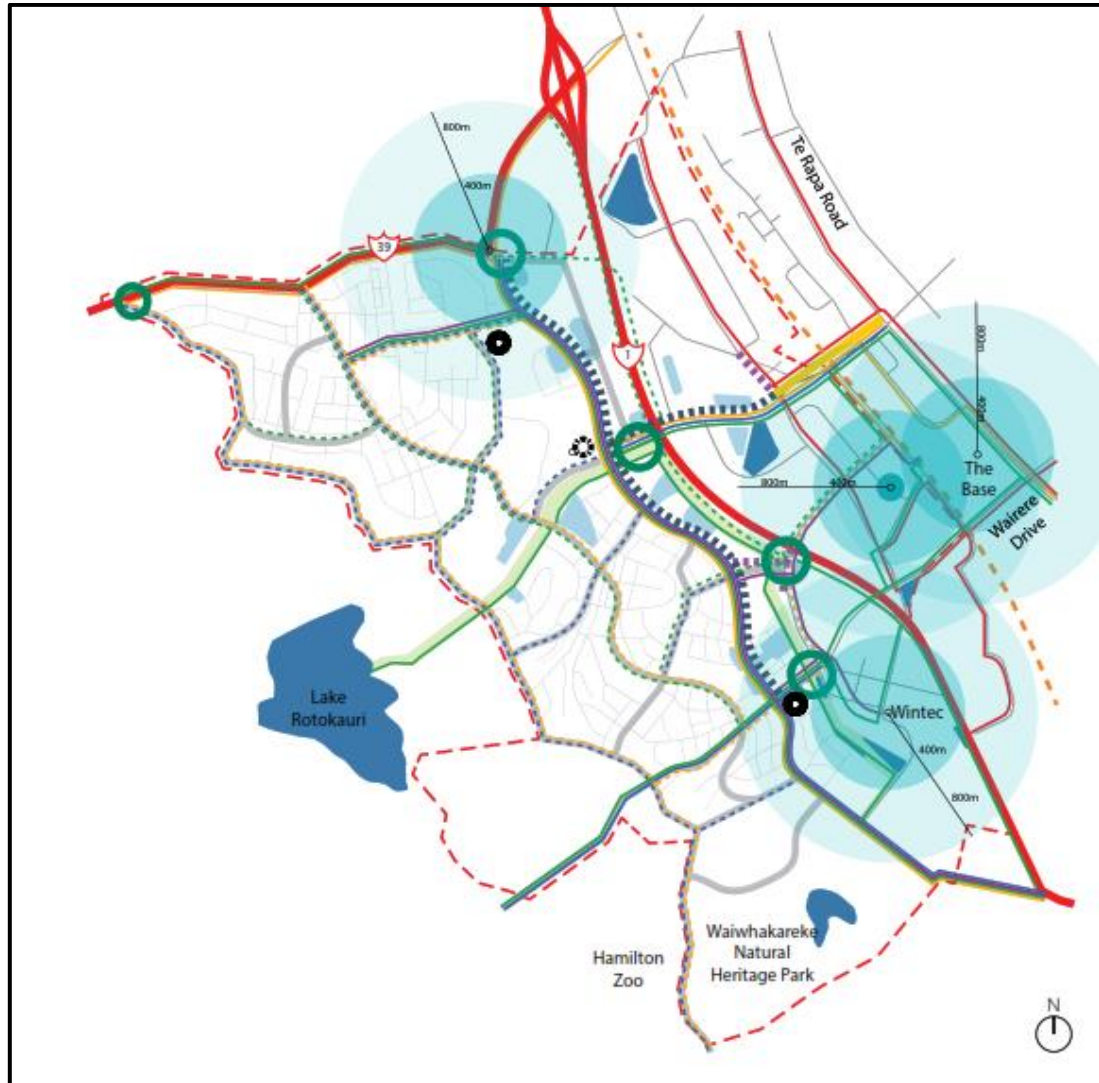 800m
400m
39
Te Rapa Road
1
800m
400m
The
Base
800m
400m
Wairere
Drive
Lake
Rotokauri
Wintec
400m
800m
Waiwhakareke
Natural
Heritage Park
Hamilton
Zoo
N